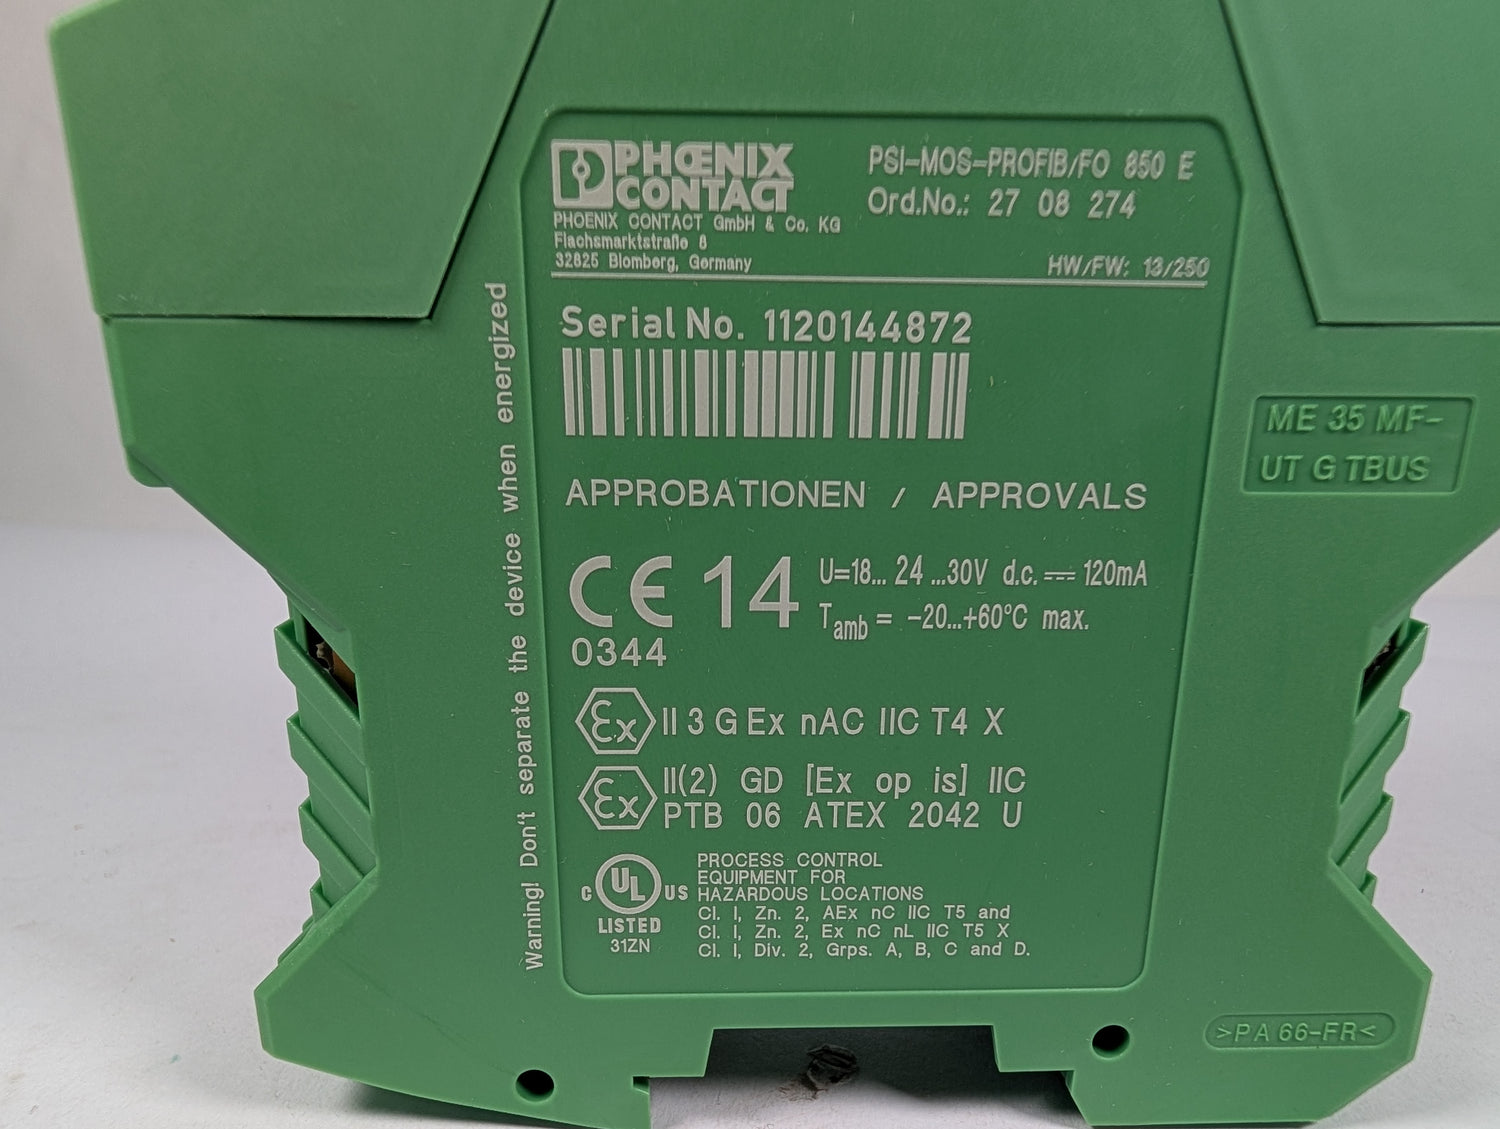 PHŒNIX
CONTACT
PHOENIX CONTACT GmbH & Co. KG
Flachsmarktstraße 8
32825 Blomberg, Germany
PSI-MOS-PROFIB/FO 850 E
Ord.No.: 27 08 274
HW/FW: 13/250
Serial No. 1120144872
APPROBATIONEN / APPROVALS
CE 14
0344
U=18... 24 ...30V d.c. ⎓ 120mA
Tamb = -20...+60°C max.
Ex II 3 G Ex nAC IIC T4 X
Ex II(2) GD [Ex op is] IIC
PTB 06 ATEX 2042 U
C UL US
LISTED
31ZN
PROCESS CONTROL
EQUIPMENT FOR
HAZARDOUS LOCATIONS
Cl. I, Zn. 2, AEx nC IIC T5 and
Cl. I, Zn. 2, Ex nC nL IIC T5 X
Cl. I, Div. 2, Grps. A, B, C and D.
Warning! Don't separate the device when energized
ME 35 MF-
UT G TBUS
>PA 66-FR<